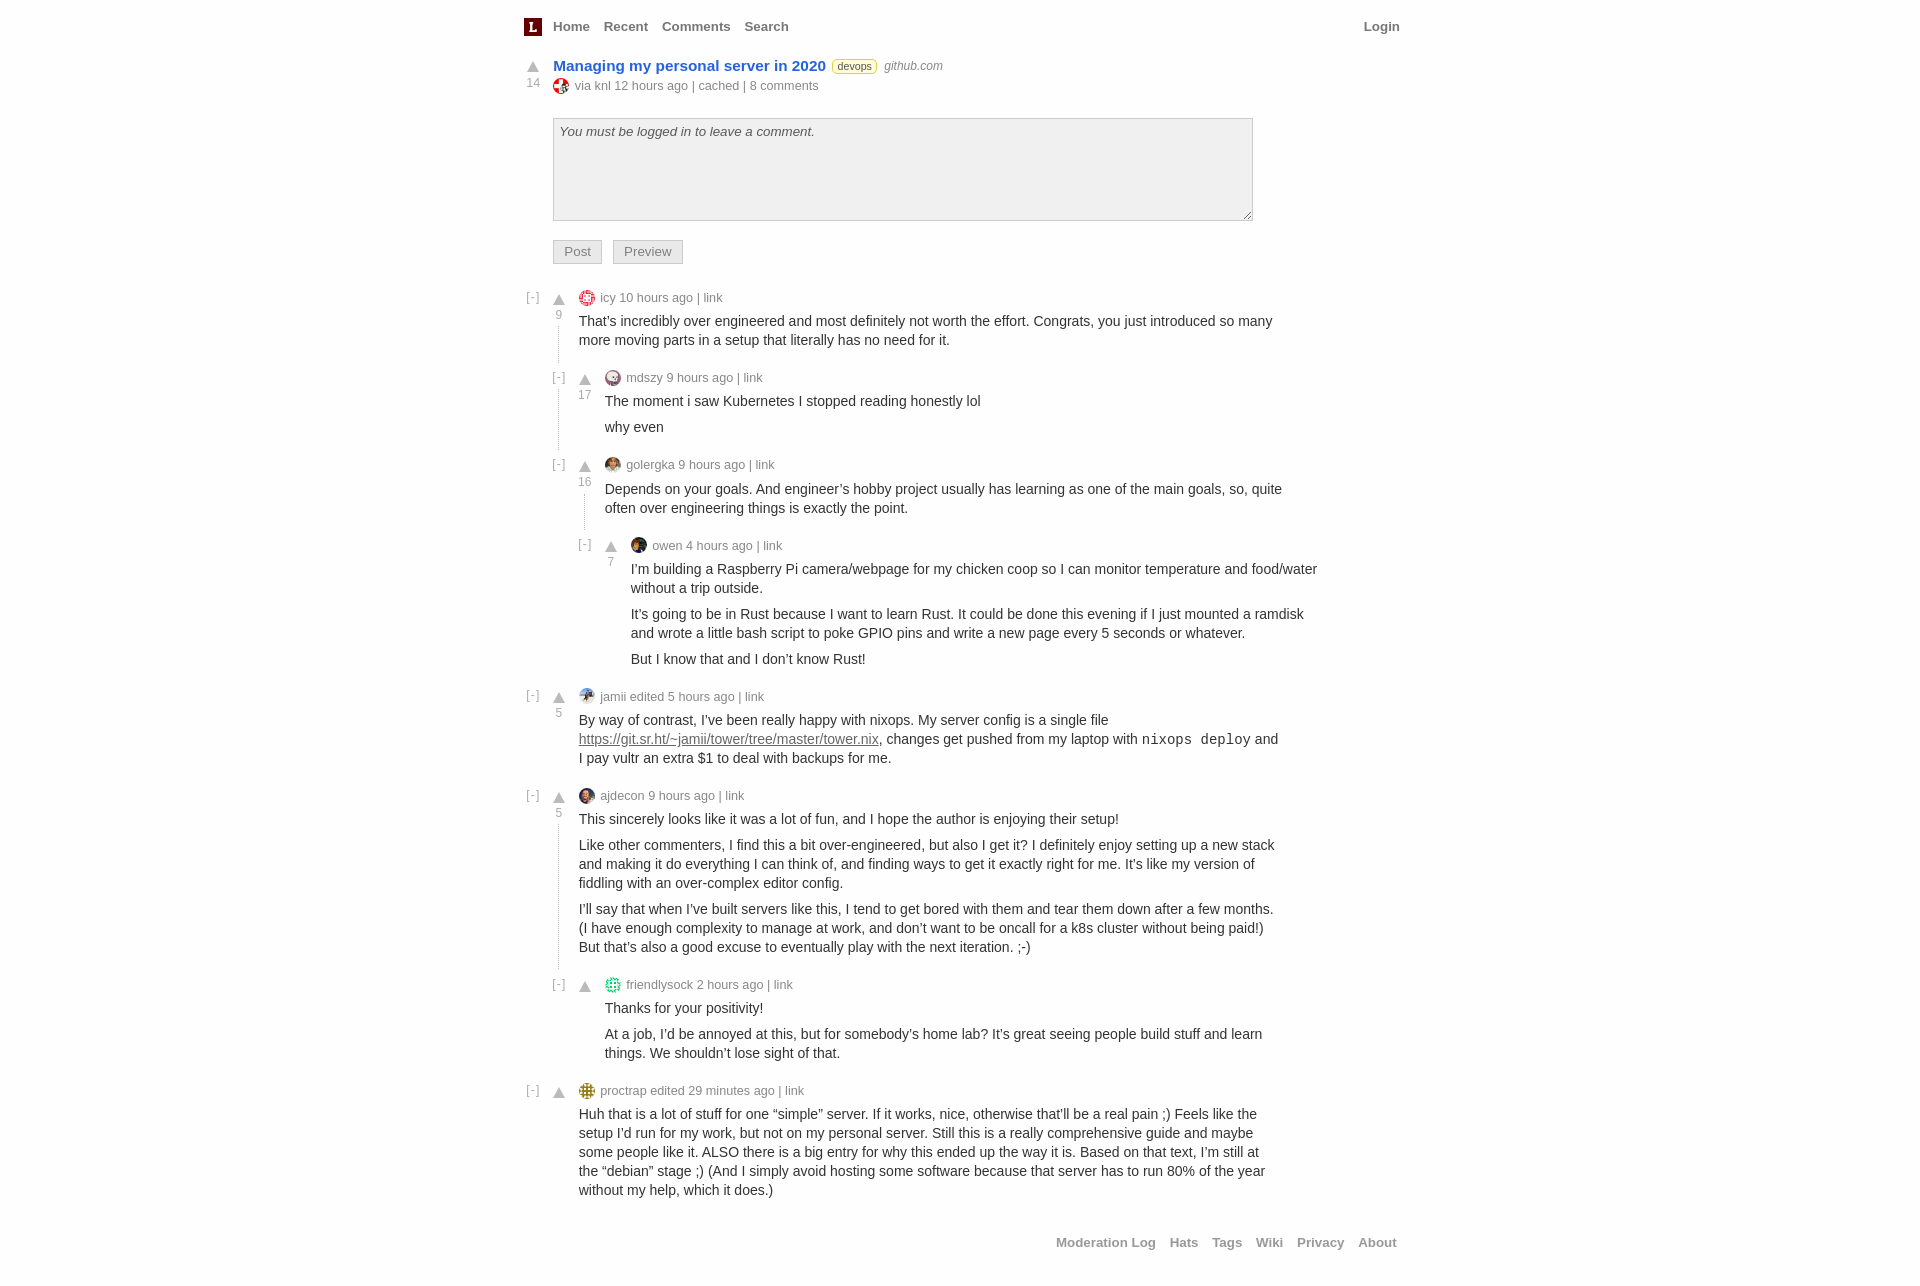 L Home Recent Comments Search Login
Managing my personal server in 2020 devops github.com
14
via knl 12 hours ago | cached | 8 comments
You must be logged in to leave a comment.
Post Preview
[-] icy 10 hours ago | link
9
That’s incredibly over engineered and most definitely not worth the effort. Congrats, you just introduced so many
more moving parts in a setup that literally has no need for it.
[-] mdszy 9 hours ago | link
17
The moment i saw Kubernetes I stopped reading honestly lol
why even
[-] golergka 9 hours ago | link
16
Depends on your goals. And engineer’s hobby project usually has learning as one of the main goals, so, quite
often over engineering things is exactly the point.
[-] owen 4 hours ago | link
7
I’m building a Raspberry Pi camera/webpage for my chicken coop so I can monitor temperature and food/water
without a trip outside.
It’s going to be in Rust because I want to learn Rust. It could be done this evening if I just mounted a ramdisk
and wrote a little bash script to poke GPIO pins and write a new page every 5 seconds or whatever.
But I know that and I don’t know Rust!
[-] jamii edited 5 hours ago | link
5
By way of contrast, I’ve been really happy with nixops. My server config is a single file
https://git.sr.ht/~jamii/tower/tree/master/tower.nix, changes get pushed from my laptop with nixops deploy and
I pay vultr an extra $1 to deal with backups for me.
[-] ajdecon 9 hours ago | link
5
This sincerely looks like it was a lot of fun, and I hope the author is enjoying their setup!
Like other commenters, I find this a bit over-engineered, but also I get it? I definitely enjoy setting up a new stack
and making it do everything I can think of, and finding ways to get it exactly right for me. It’s like my version of
fiddling with an over-complex editor config.
I’ll say that when I’ve built servers like this, I tend to get bored with them and tear them down after a few months.
(I have enough complexity to manage at work, and don’t want to be oncall for a k8s cluster without being paid!)
But that’s also a good excuse to eventually play with the next iteration. ;-)
[-] friendlysock 2 hours ago | link
Thanks for your positivity!
At a job, I’d be annoyed at this, but for somebody’s home lab? It’s great seeing people build stuff and learn
things. We shouldn’t lose sight of that.
[-] proctrap edited 29 minutes ago | link
Huh that is a lot of stuff for one “simple” server. If it works, nice, otherwise that’ll be a real pain ;) Feels like the
setup I’d run for my work, but not on my personal server. Still this is a really comprehensive guide and maybe
some people like it. ALSO there is a big entry for why this ended up the way it is. Based on that text, I’m still at
the “debian” stage ;) (And I simply avoid hosting some software because that server has to run 80% of the year
without my help, which it does.)
Moderation Log Hats Tags Wiki Privacy About